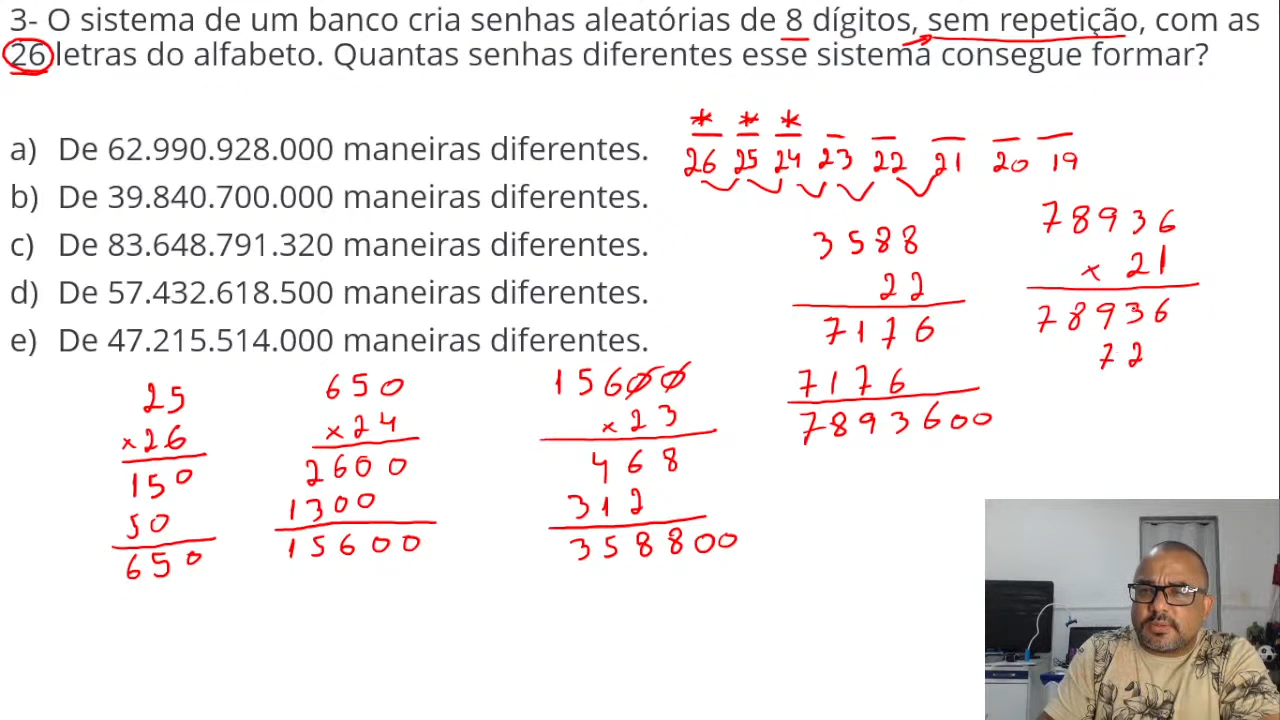 3- O sistema de um banco cria senhas aleatórias de 8 dígitos, sem repetição, com as
26 letras do alfabeto. Quantas senhas diferentes esse sistema consegue formar?
a) De 62.990.928.000 maneiras diferentes.
b) De 39.840.700.000 maneiras diferentes.
c) De 83.648.791.320 maneiras diferentes.
d) De 57.432.618.500 maneiras diferentes.
e) De 47.215.514.000 maneiras diferentes.
* * *
26 25 24 23 22 21 20 19
25
×26
150
50
650
650
×24
2600
1300
15600
15600
×23
468
312
358800
3588
22
7176
7176
7893600
78936
×21
78936
72